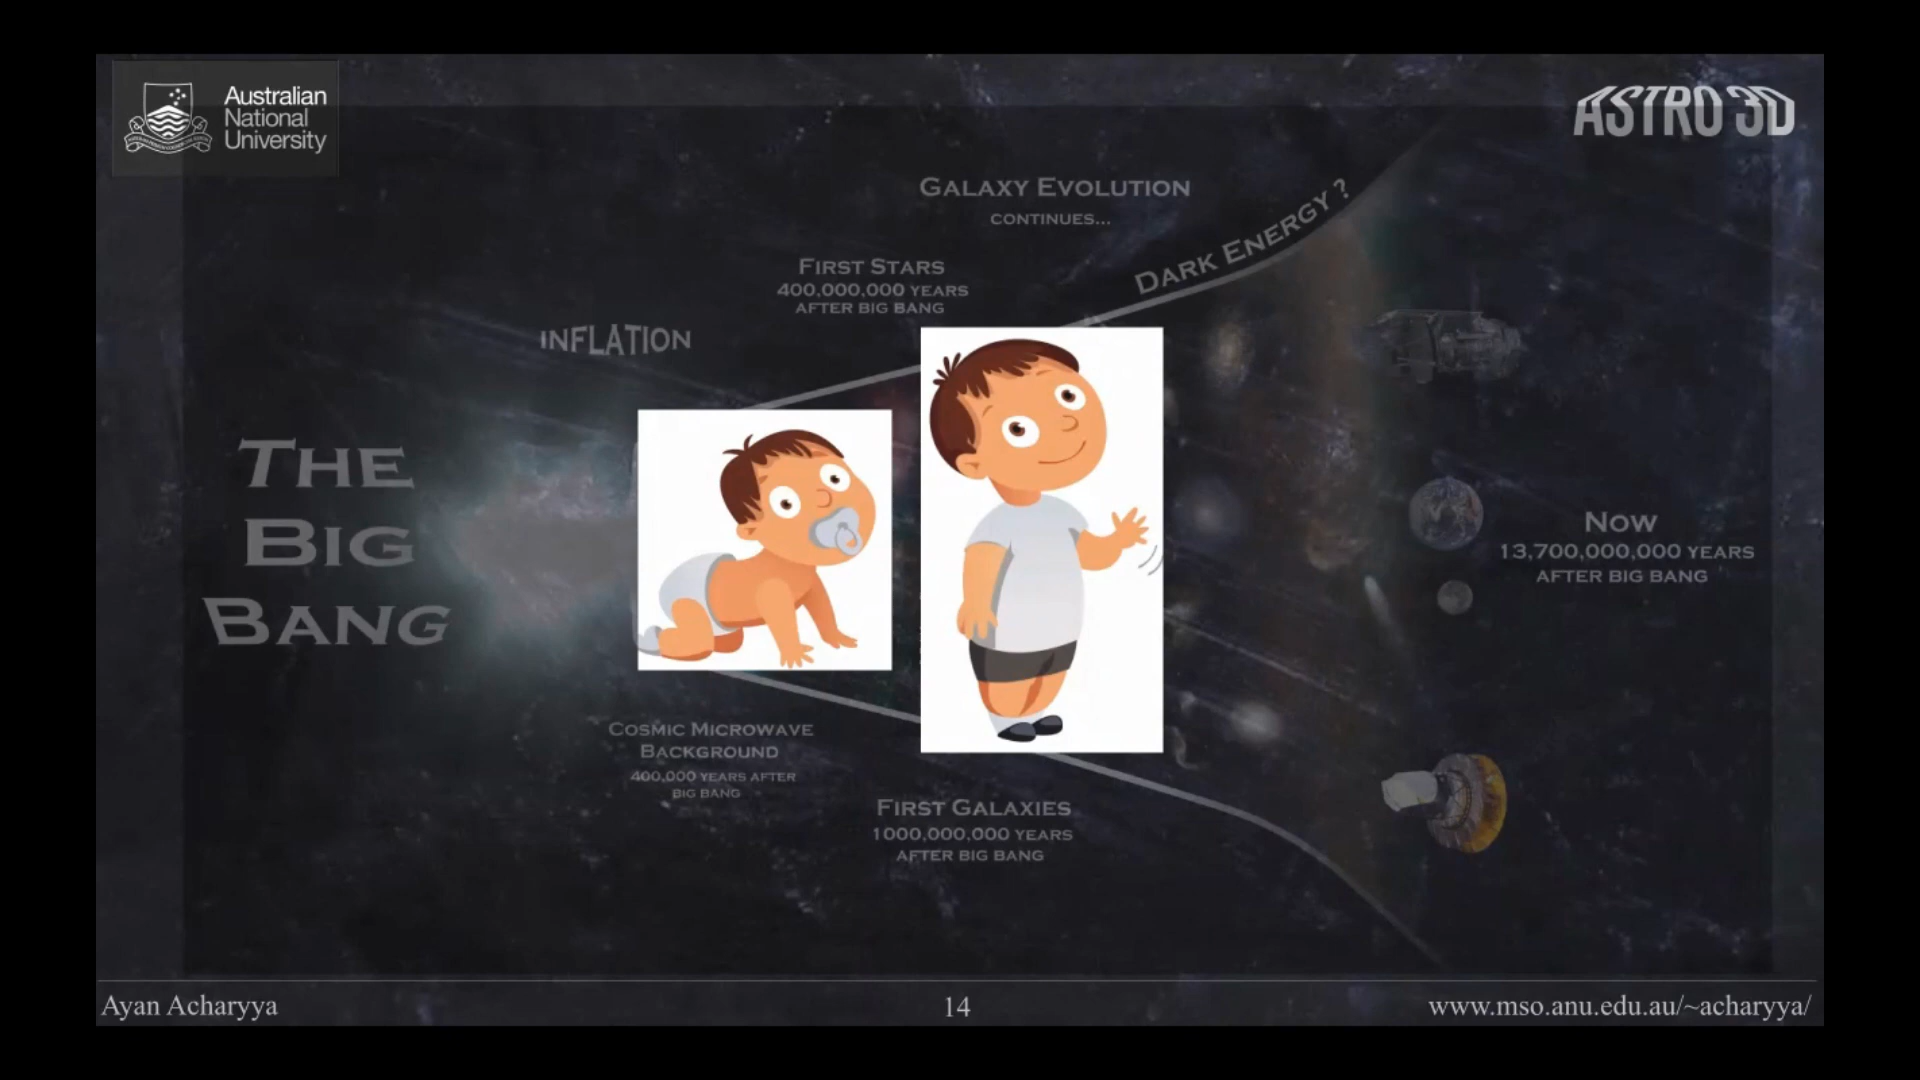 Australian
National
University
ASTRO 3D
GALAXY EVOLUTION
CONTINUES...
DARK ENERGY ?
FIRST STARS
400,000,000 YEARS
AFTER BIG BANG
INFLATION
THE
BIG
BANG
NOW
13,700,000,000 YEARS
AFTER BIG BANG
COSMIC MICROWAVE
BACKGROUND
400,000 YEARS AFTER
BIG BANG
FIRST GALAXIES
1000,000,000 YEARS
AFTER BIG BANG
Ayan Acharyya
14
www.mso.anu.edu.au/~acharyya/